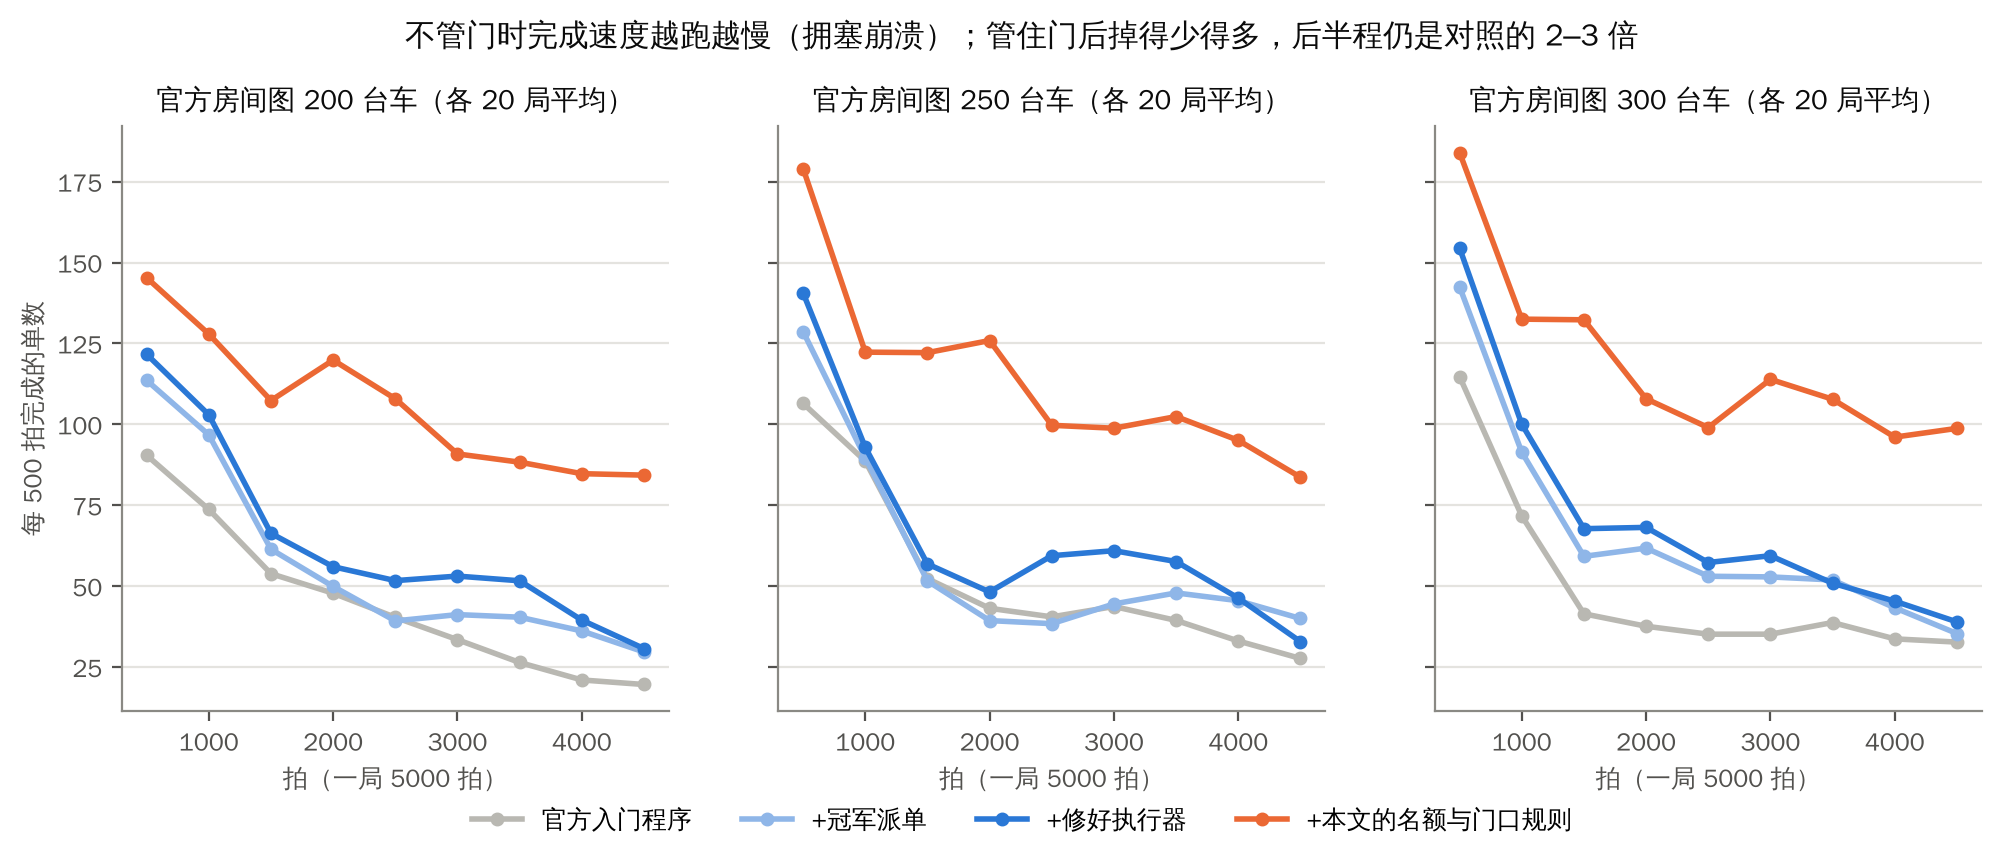 不管门时完成速度越跑越慢（拥塞崩溃）；管住门后掉得少得多，后半程仍是对照的 2–3 倍
官方房间图 200 台车（各 20 局平均）
官方房间图 250 台车（各 20 局平均）
官方房间图 300 台车（各 20 局平均）
每 500 拍完成的单数
175
150
125
100
75
50
25
1000 2000 3000 4000
1000 2000 3000 4000
1000 2000 3000 4000
拍（一局 5000 拍）
拍（一局 5000 拍）
拍（一局 5000 拍）
官方入门程序
+冠军派单
+修好执行器
+本文的名额与门口规则